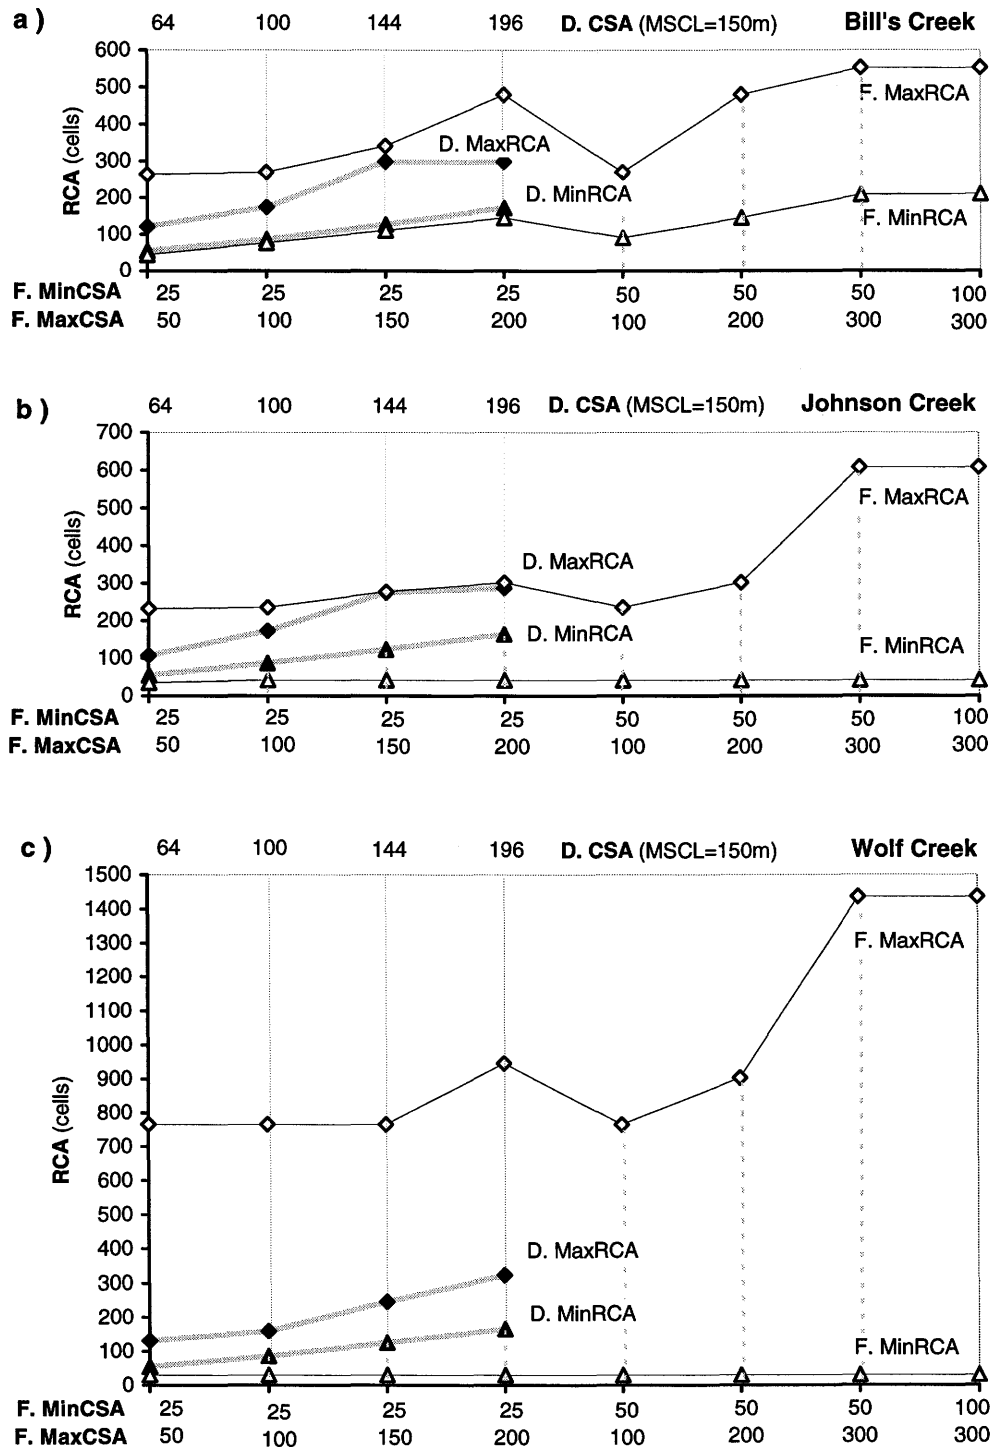 a ) 64 100 144 196 D. CSA (MSCL=150m) Bill's Creek
600
500
400
300
200
100
0
RCA (cells)
D. MaxRCA
D. MinRCA
F. MaxRCA
F. MinRCA
F. MinCSA 25 25 25 25 50 50 50 100
F. MaxCSA 50 100 150 200 100 200 300 300
b ) 64 100 144 196 D. CSA (MSCL=150m) Johnson Creek
700
600
500
400
300
200
100
0
RCA (cells)
F. MaxRCA
D. MaxRCA
D. MinRCA
F. MinRCA
F. MinCSA 25 25 25 25 50 50 50 100
F. MaxCSA 50 100 150 200 100 200 300 300
c ) 64 100 144 196 D. CSA (MSCL=150m) Wolf Creek
1500
1400
1300
1200
1100
1000
900
800
700
600
500
400
300
200
100
0
RCA (cells)
F. MaxRCA
D. MaxRCA
D. MinRCA
F. MinRCA
F. MinCSA 25 25 25 25 50 50 50 100
F. MaxCSA 50 100 150 200 100 200 300 300